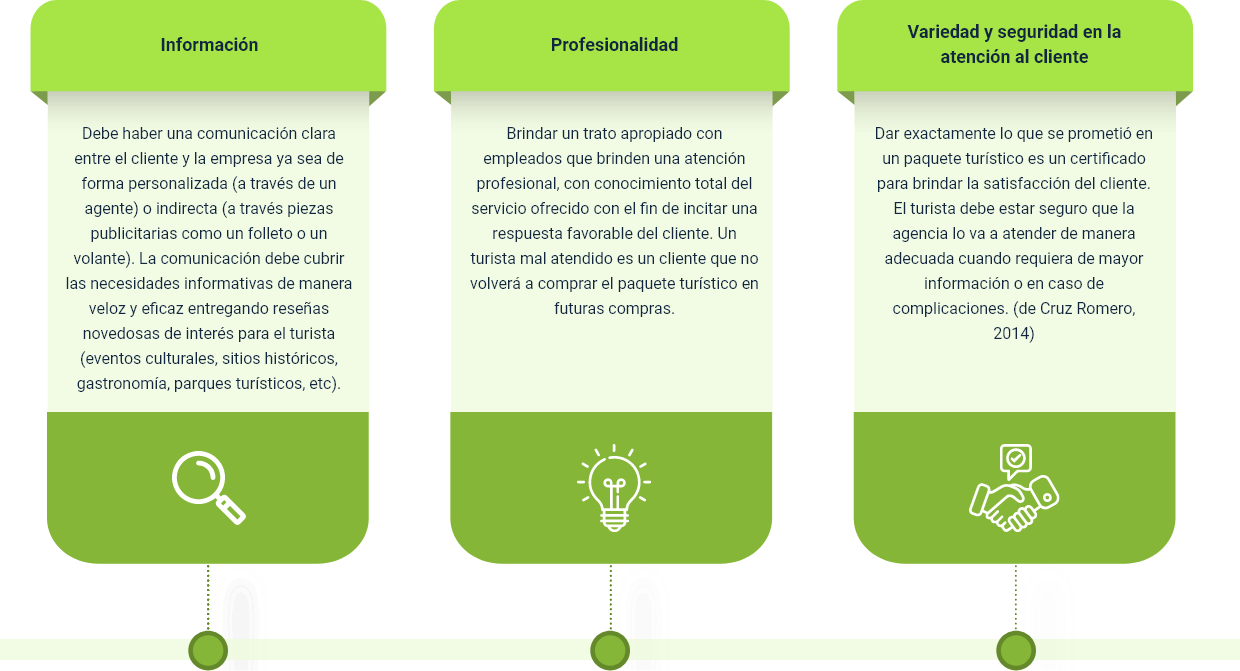 Información
Debe haber una comunicación clara
entre el cliente y la empresa ya sea de
forma personalizada (a través de un
agente) o indirecta (a través piezas
publicitarias como un folleto o un
volante). La comunicación debe cubrir
las necesidades informativas de manera
veloz y eficaz entregando reseñas
novedosas de interés para el turista
(eventos culturales, sitios históricos,
gastronomía, parques turísticos, etc).
Profesionalidad
Brindar un trato apropiado con
empleados que brinden una atención
profesional, con conocimiento total del
servicio ofrecido con el fin de incitar una
respuesta favorable del cliente. Un
turista mal atendido es un cliente que no
volverá a comprar el paquete turístico en
futuras compras.
Variedad y seguridad en la
atención al cliente
Dar exactamente lo que se prometió en
un paquete turístico es un certificado
para brindar la satisfacción del cliente.
El turista debe estar seguro que la
agencia lo va a atender de manera
adecuada cuando requiera de mayor
información o en caso de
complicaciones. (de Cruz Romero,
2014)